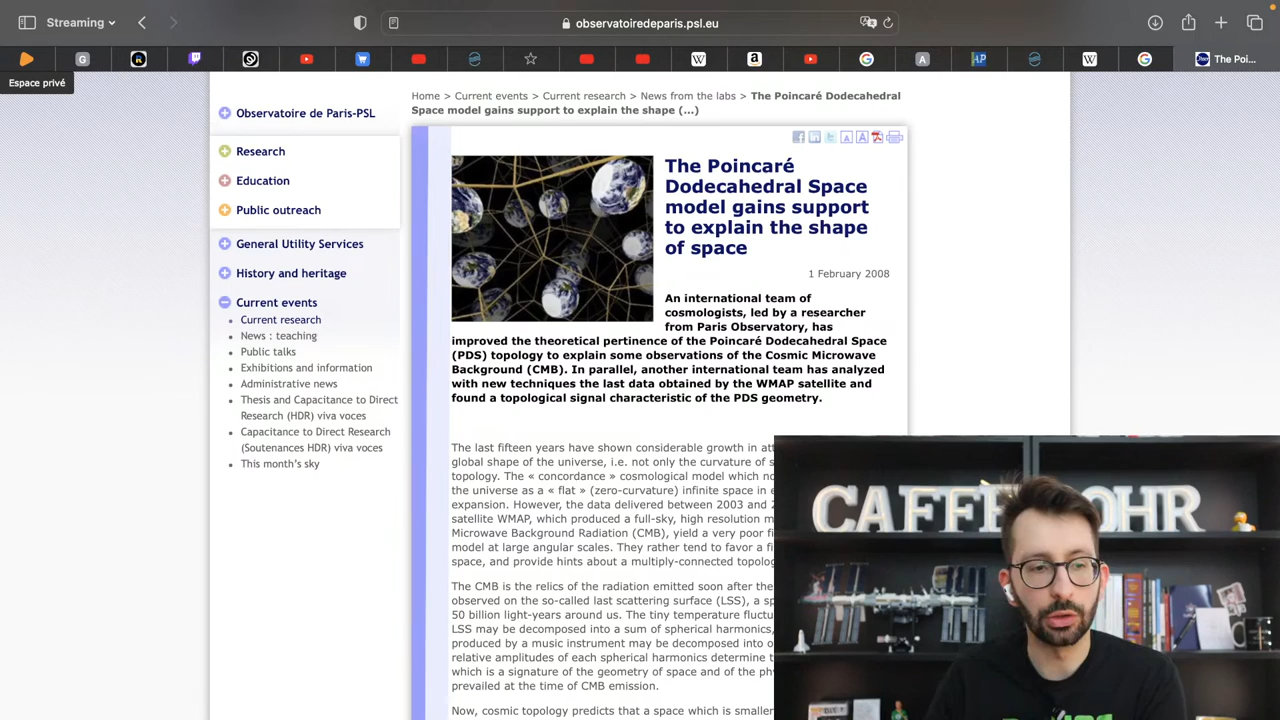 Streaming
observatoiredeparis.psl.eu
The Poi...
Espace privé
Home > Current events > Current research > News from the labs > The Poincaré Dodecahedral
Space model gains support to explain the shape (...)
Observatoire de Paris-PSL
Research
Education
Public outreach
General Utility Services
History and heritage
Current events
Current research
News : teaching
Public talks
Exhibitions and information
Administrative news
Thesis and Capacitance to Direct
Research (HDR) viva voces
Capacitance to Direct Research
(Soutenances HDR) viva voces
This month's sky
The Poincaré
Dodecahedral Space
model gains support
to explain the shape
of space
1 February 2008
An international team of
cosmologists, led by a researcher
from Paris Observatory, has
improved the theoretical pertinence of the Poincaré Dodecahedral Space
(PDS) topology to explain some observations of the Cosmic Microwave
Background (CMB). In parallel, another international team has analyzed
with new techniques the last data obtained by the WMAP satellite and
found a topological signal characteristic of the PDS geometry.
The last fifteen years have shown considerable growth in att
global shape of the universe, i.e. not only the curvature of s
topology. The « concordance » cosmological model which no
the universe as a « flat » (zero-curvature) infinite space in e
expansion. However, the data delivered between 2003 and 2
satellite WMAP, which produced a full-sky, high resolution m
Microwave Background Radiation (CMB), yield a very poor fi
model at large angular scales. They rather tend to favor a fi
space, and provide hints about a multiply-connected topolog
The CMB is the relics of the radiation emitted soon after the
observed on the so-called last scattering surface (LSS), a sp
50 billion light-years around us. The tiny temperature fluctu
LSS may be decomposed into a sum of spherical harmonics,
produced by a music instrument may be decomposed into o
relative amplitudes of each spherical harmonics determine t
which is a signature of the geometry of space and of the phy
prevailed at the time of CMB emission.
Now, cosmic topology predicts that a space which is smaller
CAFFE OHR